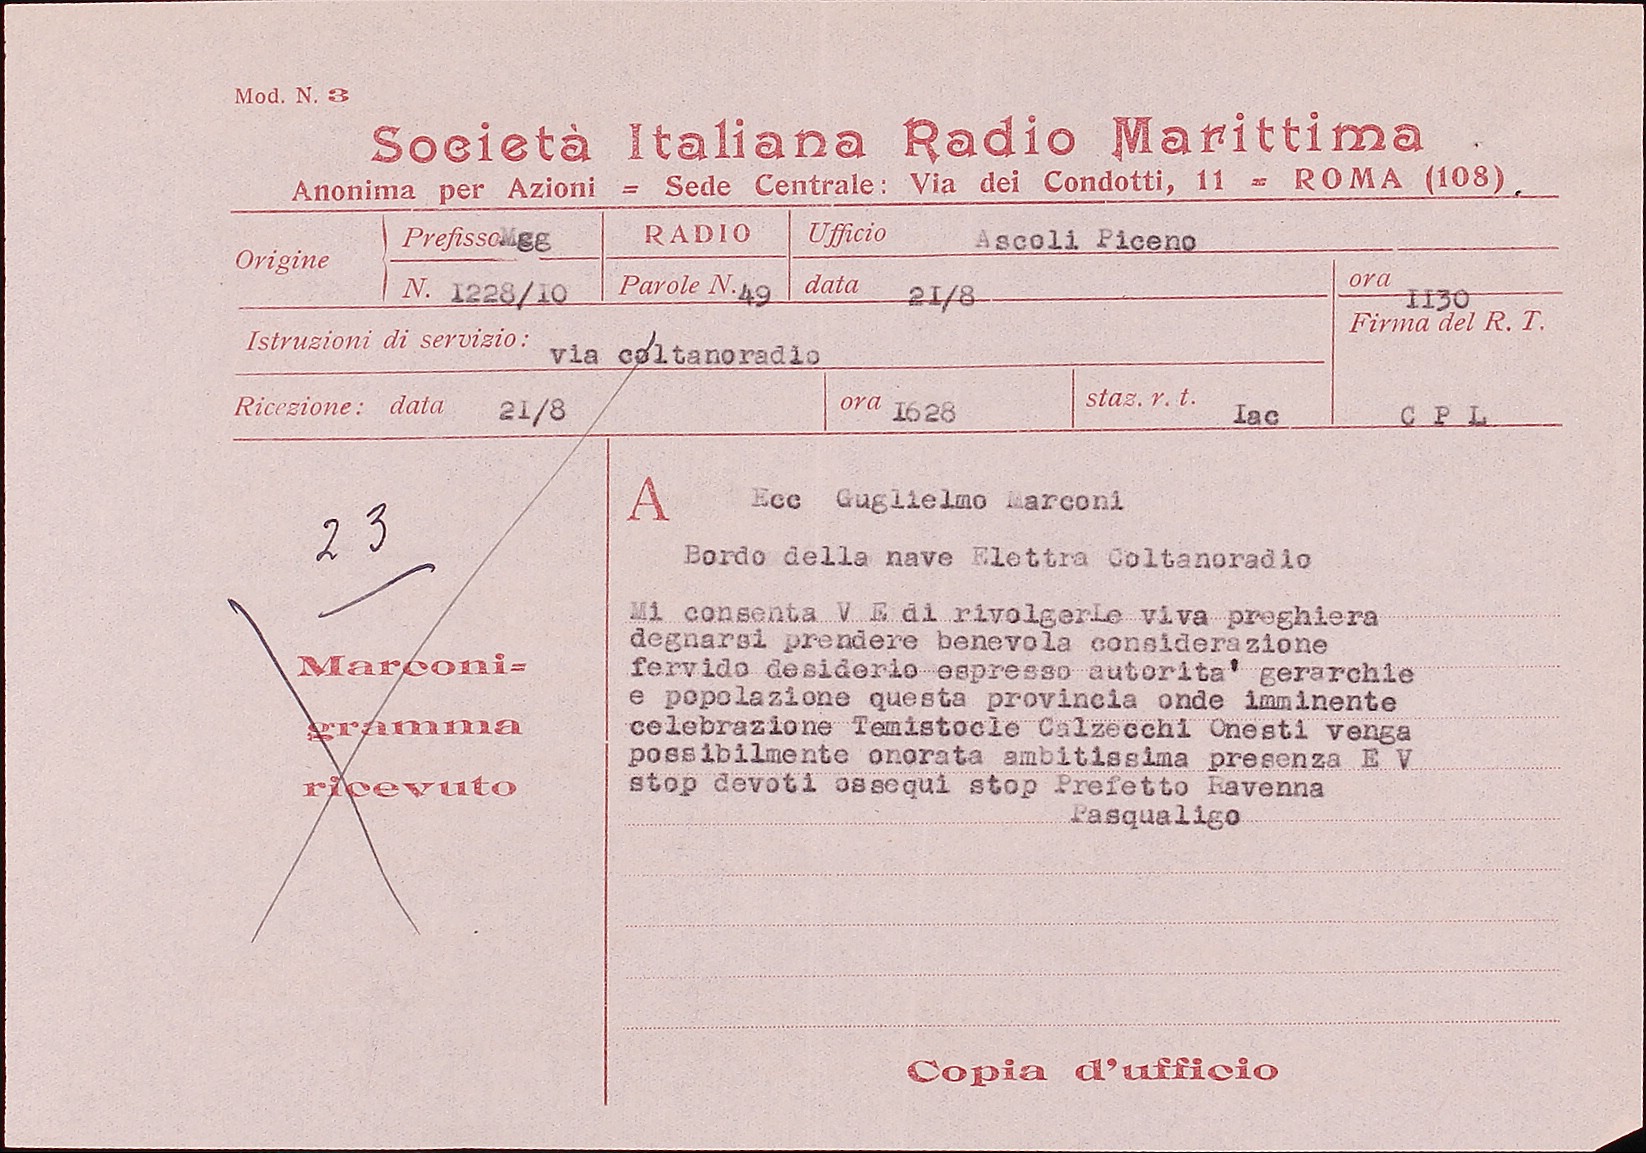 Mod. N. 3
Società Italiana Radio Marittima
Anonima per Azioni = Sede Centrale: Via dei Condotti, 11 = ROMA (108)
Origine
Prefisso Mgg
RADIO
Ufficio Ascoli Piceno
N. 1228/10
Parole N. 49
data 21/8
ora 1130
Istruzioni di servizio: via coltanoradio
Firma del R. T.
Ricezione: data 21/8
ora 1628
staz. r. t. Iac
C P L
23
Marconi=
gramma
ricevuto
A Ecc Guglielmo Marconi
Bordo della nave Elettra Coltanoradio
Mi consenta V E di rivolgerLe viva preghiera
degnarsi prendere benevola considerazione
fervido desiderio espresso autorita' gerarchie
e popolazione questa provincia onde imminente
celebrazione Temistocle Calzecchi Onesti venga
possibilmente onorata ambitissima presenza E V
stop devoti ossequi stop Prefetto Ravenna
Pasqualigo
Copia d'ufficio